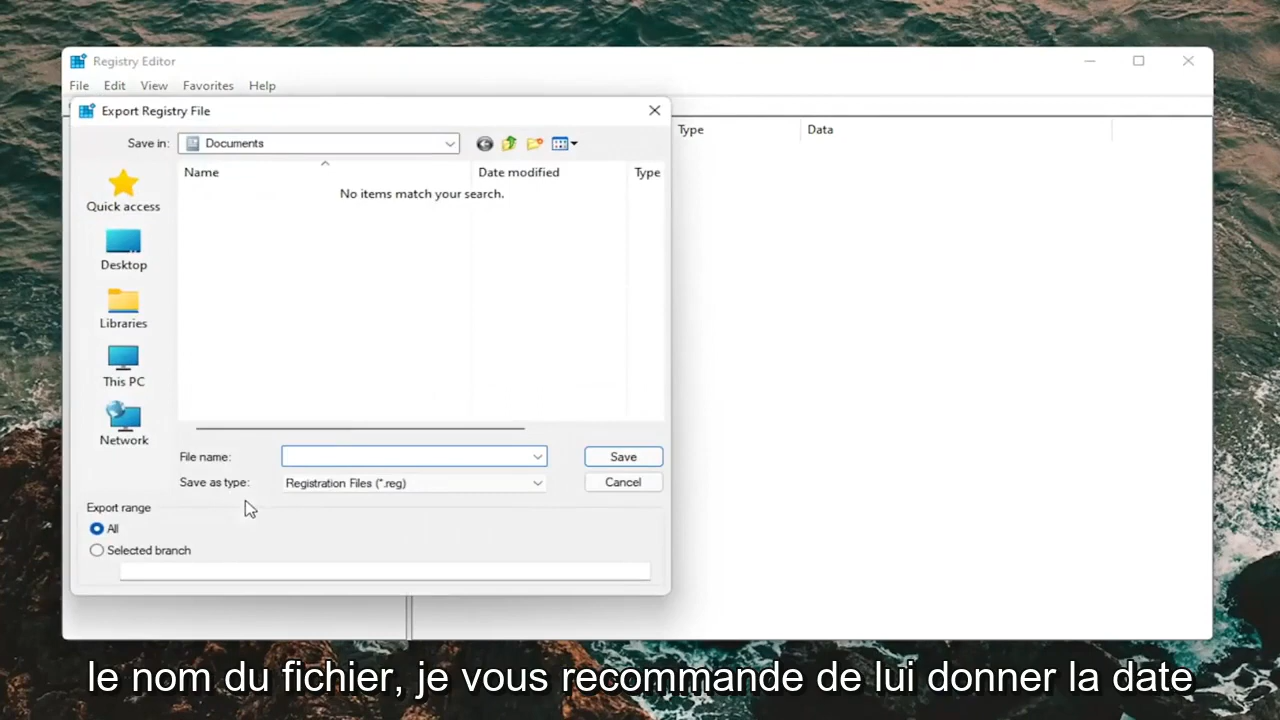 Registry Editor
File Edit View Favorites Help
Export Registry File
Type Data
Save in: Documents
Name Date modified Type
No items match your search.
Quick access
Desktop
Libraries
This PC
Network
File name: Save
Save as type: Registration Files (*.reg) Cancel
Export range
All
Selected branch
le nom du fichier, je vous recommande de lui donner la date